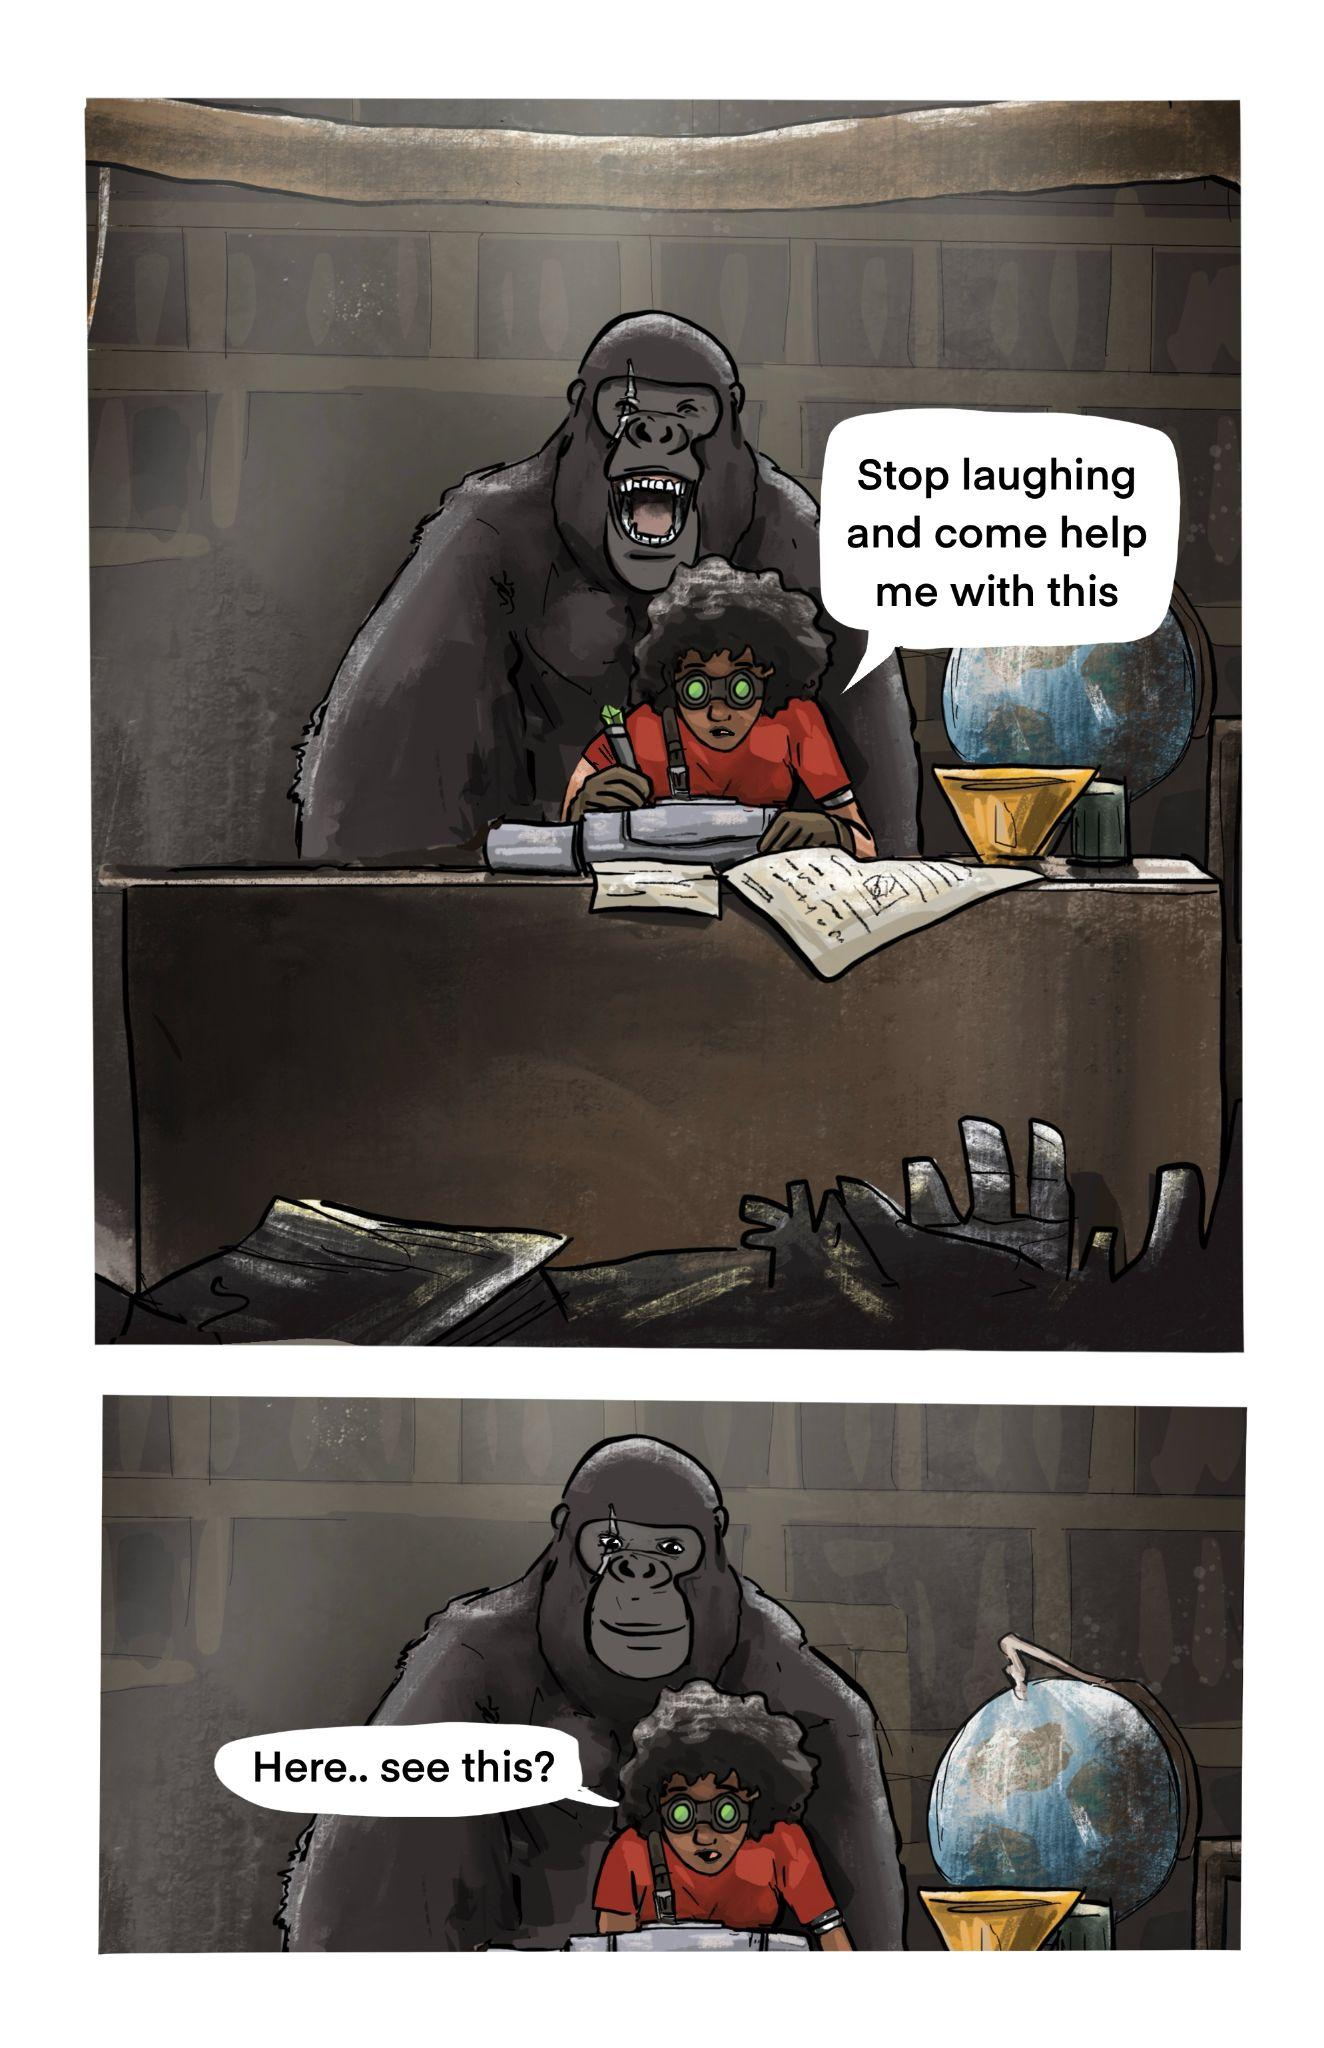 Stop laughing
and come help
me with this
Here.. see this?